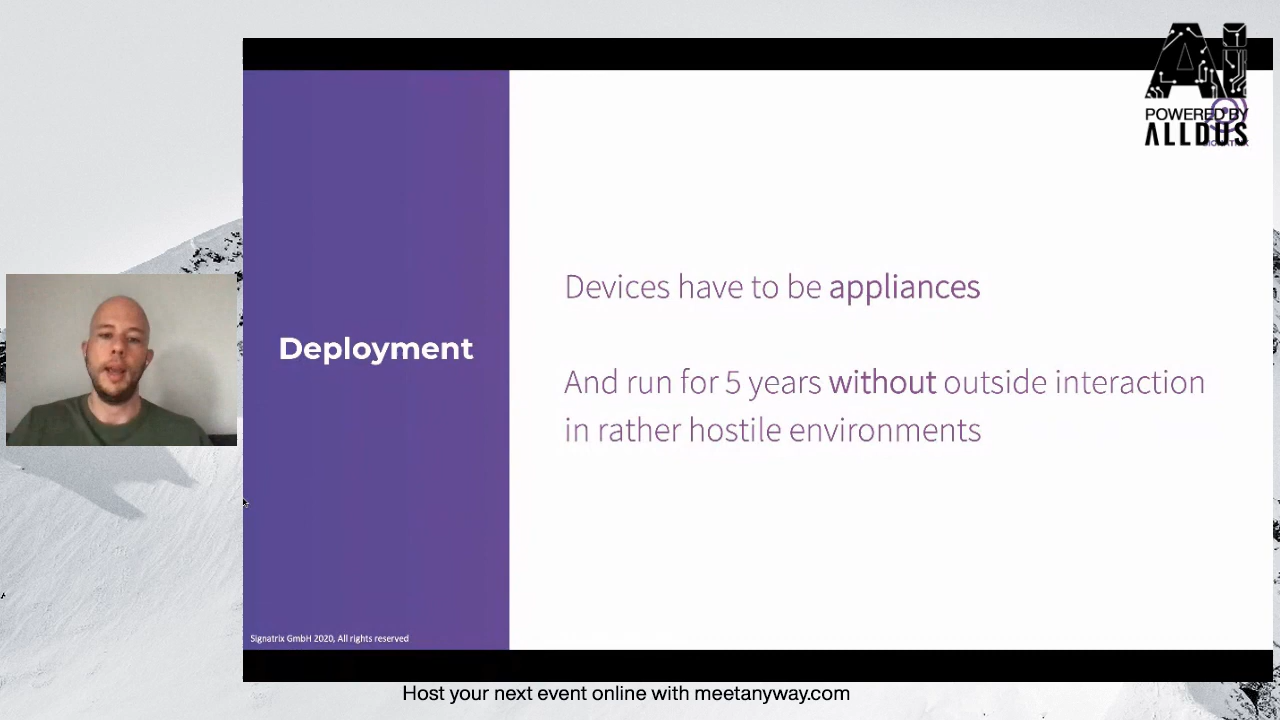 Ai
POWERED BY
ALLDUS
Devices have to be appliances
Deployment
And run for 5 years without outside interaction
in rather hostile environments
Signatrix GmbH 2020, All rights reserved
Host your next event online with meetanyway.com